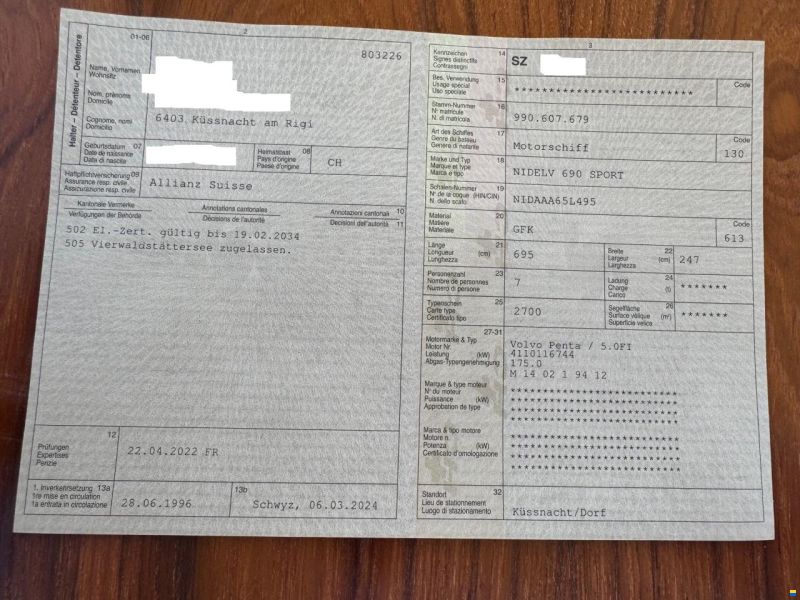 2
01-06
803226
Halter – Détenteur – Detentore
Name, Vornamen
Wohnsitz
Nom, prénoms
Domicile
Cognome, nomi
Domicilio
6403 Küssnacht am Rigi
Geburtsdatum 07
Date de naissance
Data di nascita
Heimatstaat 08
Pays d'origine
Paese d'origine
CH
Haftpflichtversicherung 09
Assurance resp. civile
Assicurazione resp. civile
Allianz Suisse
Kantonale Vermerke
Annotations cantonales
Annotazioni cantonali 10
Verfügungen der Behörde
Décisions de l'autorité
Decisioni dell'autorità 11
502 EI.-Zert. gültig bis 19.02.2034
505 Vierwaldstättersee zugelassen.
12
Prüfungen
Expertises
Perizie
22.04.2022 FR
1. Inverkehrsetzung 13a
1re mise en circulation
1a entrata in circolazione
28.06.1996
13b
Schwyz, 06.03.2024
3
Kennzeichen 14
Signes distinctifs
Contrassegni
SZ
Bes. Verwendung 15
Usage spécial
Uso speciale
***************************
Code
Stamm-Nummer 16
N° matricule
N. di matricola
990.607.679
Art des Schiffes 17
Genre du bateau
Genere di natante
Motorschiff
Code
130
Marke und Typ 18
Marque et type
Marca e tipo
NIDELV 690 SPORT
Schalen-Nummer 19
N° de la coque (HIN/CIN)
N. dello scafo
NIDAAA65L495
Material 20
Matière
Materiale
GFK
Code
613
Länge 21
Longueur (cm)
Lunghezza
695
Breite 22
Largeur (cm)
Larghezza
247
Personenzahl 23
Nombre de personnes
Numero di persone
7
Ladung 24
Charge (t)
Carico
*******
Typenschein 25
Carte type
Certificato tipo
2700
Segelfläche 26
Surface vélique (m²)
Superficie velica
*******
27-31
Motormarke & Typ
Motor Nr.
Leistung (kW)
Abgas-Typengenehmigung
Volvo Penta / 5.0FI
4110116744
175.0
M 14 02 1 94 12
Marque & type moteur
N° du moteur
Puissance (kW)
Approbation de type
**************************
**************************
**************************
**************************
Marca & tipo motore
Motore n.
Potenza (kW)
Certificato d'omologazione
**************************
**************************
**************************
**************************
Standort 32
Lieu de stationnement
Luogo di stazionamento
Küssnacht/Dorf